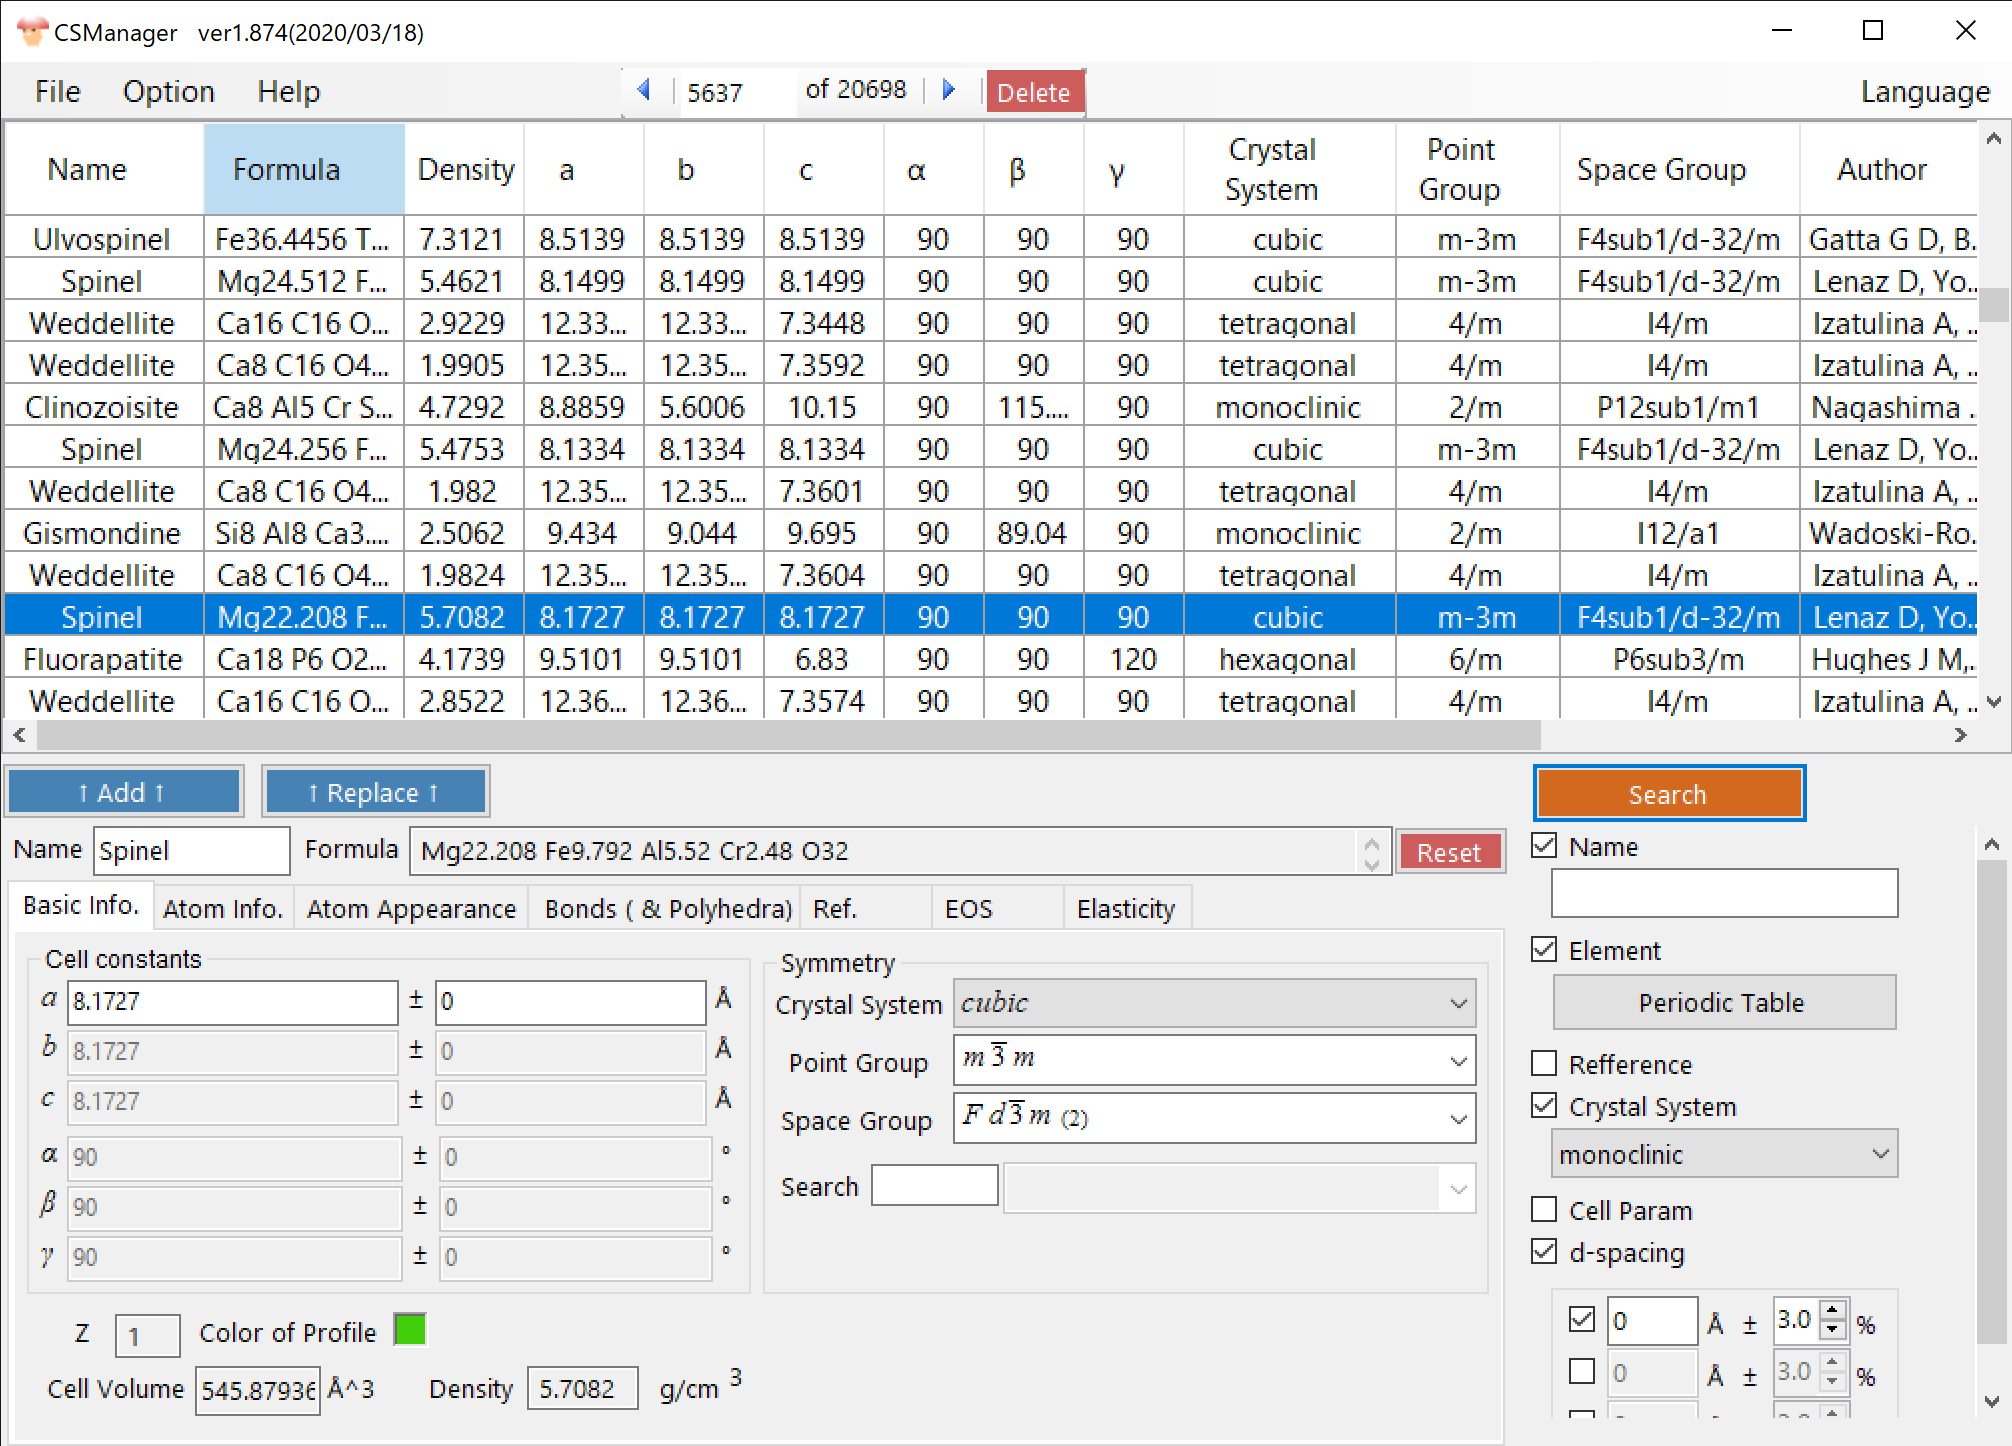 CSManager ver1.874(2020/03/18)
File Option Help 5637 of 20698 Delete Language
Name Formula Density a b c α β γ Crystal System Point Group Space Group Author
Ulvospinel Fe36.4456 T... 7.3121 8.5139 8.5139 8.5139 90 90 90 cubic m-3m F4sub1/d-32/m Gatta G D, B.
Spinel Mg24.512 F... 5.4621 8.1499 8.1499 8.1499 90 90 90 cubic m-3m F4sub1/d-32/m Lenaz D, Yo..
Weddellite Ca16 C16 O... 2.9229 12.33... 12.33... 7.3448 90 90 90 tetragonal 4/m I4/m Izatulina A, ..
Weddellite Ca8 C16 O4... 1.9905 12.35... 12.35... 7.3592 90 90 90 tetragonal 4/m I4/m Izatulina A, ..
Clinozoisite Ca8 Al5 Cr S... 4.7292 8.8859 5.6006 10.15 90 115.... 90 monoclinic 2/m P12sub1/m1 Nagashima ..
Spinel Mg24.256 F... 5.4753 8.1334 8.1334 8.1334 90 90 90 cubic m-3m F4sub1/d-32/m Lenaz D, Yo..
Weddellite Ca8 C16 O4... 1.982 12.35... 12.35... 7.3601 90 90 90 tetragonal 4/m I4/m Izatulina A, ..
Gismondine Si8 Al8 Ca3.... 2.5062 9.434 9.044 9.695 90 89.04 90 monoclinic 2/m I12/a1 Wadoski-Ro.
Weddellite Ca8 C16 O4... 1.9824 12.35... 12.35... 7.3604 90 90 90 tetragonal 4/m I4/m Izatulina A, ..
Spinel Mg22.208 F... 5.7082 8.1727 8.1727 8.1727 90 90 90 cubic m-3m F4sub1/d-32/m Lenaz D, Yo..
Fluorapatite Ca18 P6 O2... 4.1739 9.5101 9.5101 6.83 90 90 120 hexagonal 6/m P6sub3/m Hughes J M,.
Weddellite Ca16 C16 O... 2.8522 12.36... 12.36... 7.3574 90 90 90 tetragonal 4/m I4/m Izatulina A, ..
↑ Add ↑ ↑ Replace ↑ Search
Name Spinel Formula Mg22.208 Fe9.792 Al5.52 Cr2.48 O32 Reset
Basic Info. Atom Info. Atom Appearance Bonds ( & Polyhedra) Ref. EOS Elasticity
Cell constants
a 8.1727 ± 0 Å
b 8.1727 ± 0 Å
c 8.1727 ± 0 Å
α 90 ± 0 °
β 90 ± 0 °
γ 90 ± 0 °
Symmetry
Crystal System cubic
Point Group m 3̅ m
Space Group F d 3̅ m (2)
Search
Z 1 Color of Profile
Cell Volume 545.87936 Å^3 Density 5.7082 g/cm 3
Name
Element
Periodic Table
Refference
Crystal System
monoclinic
Cell Param
d-spacing
0 Å ± 3.0 %
0 Å ± 3.0 %